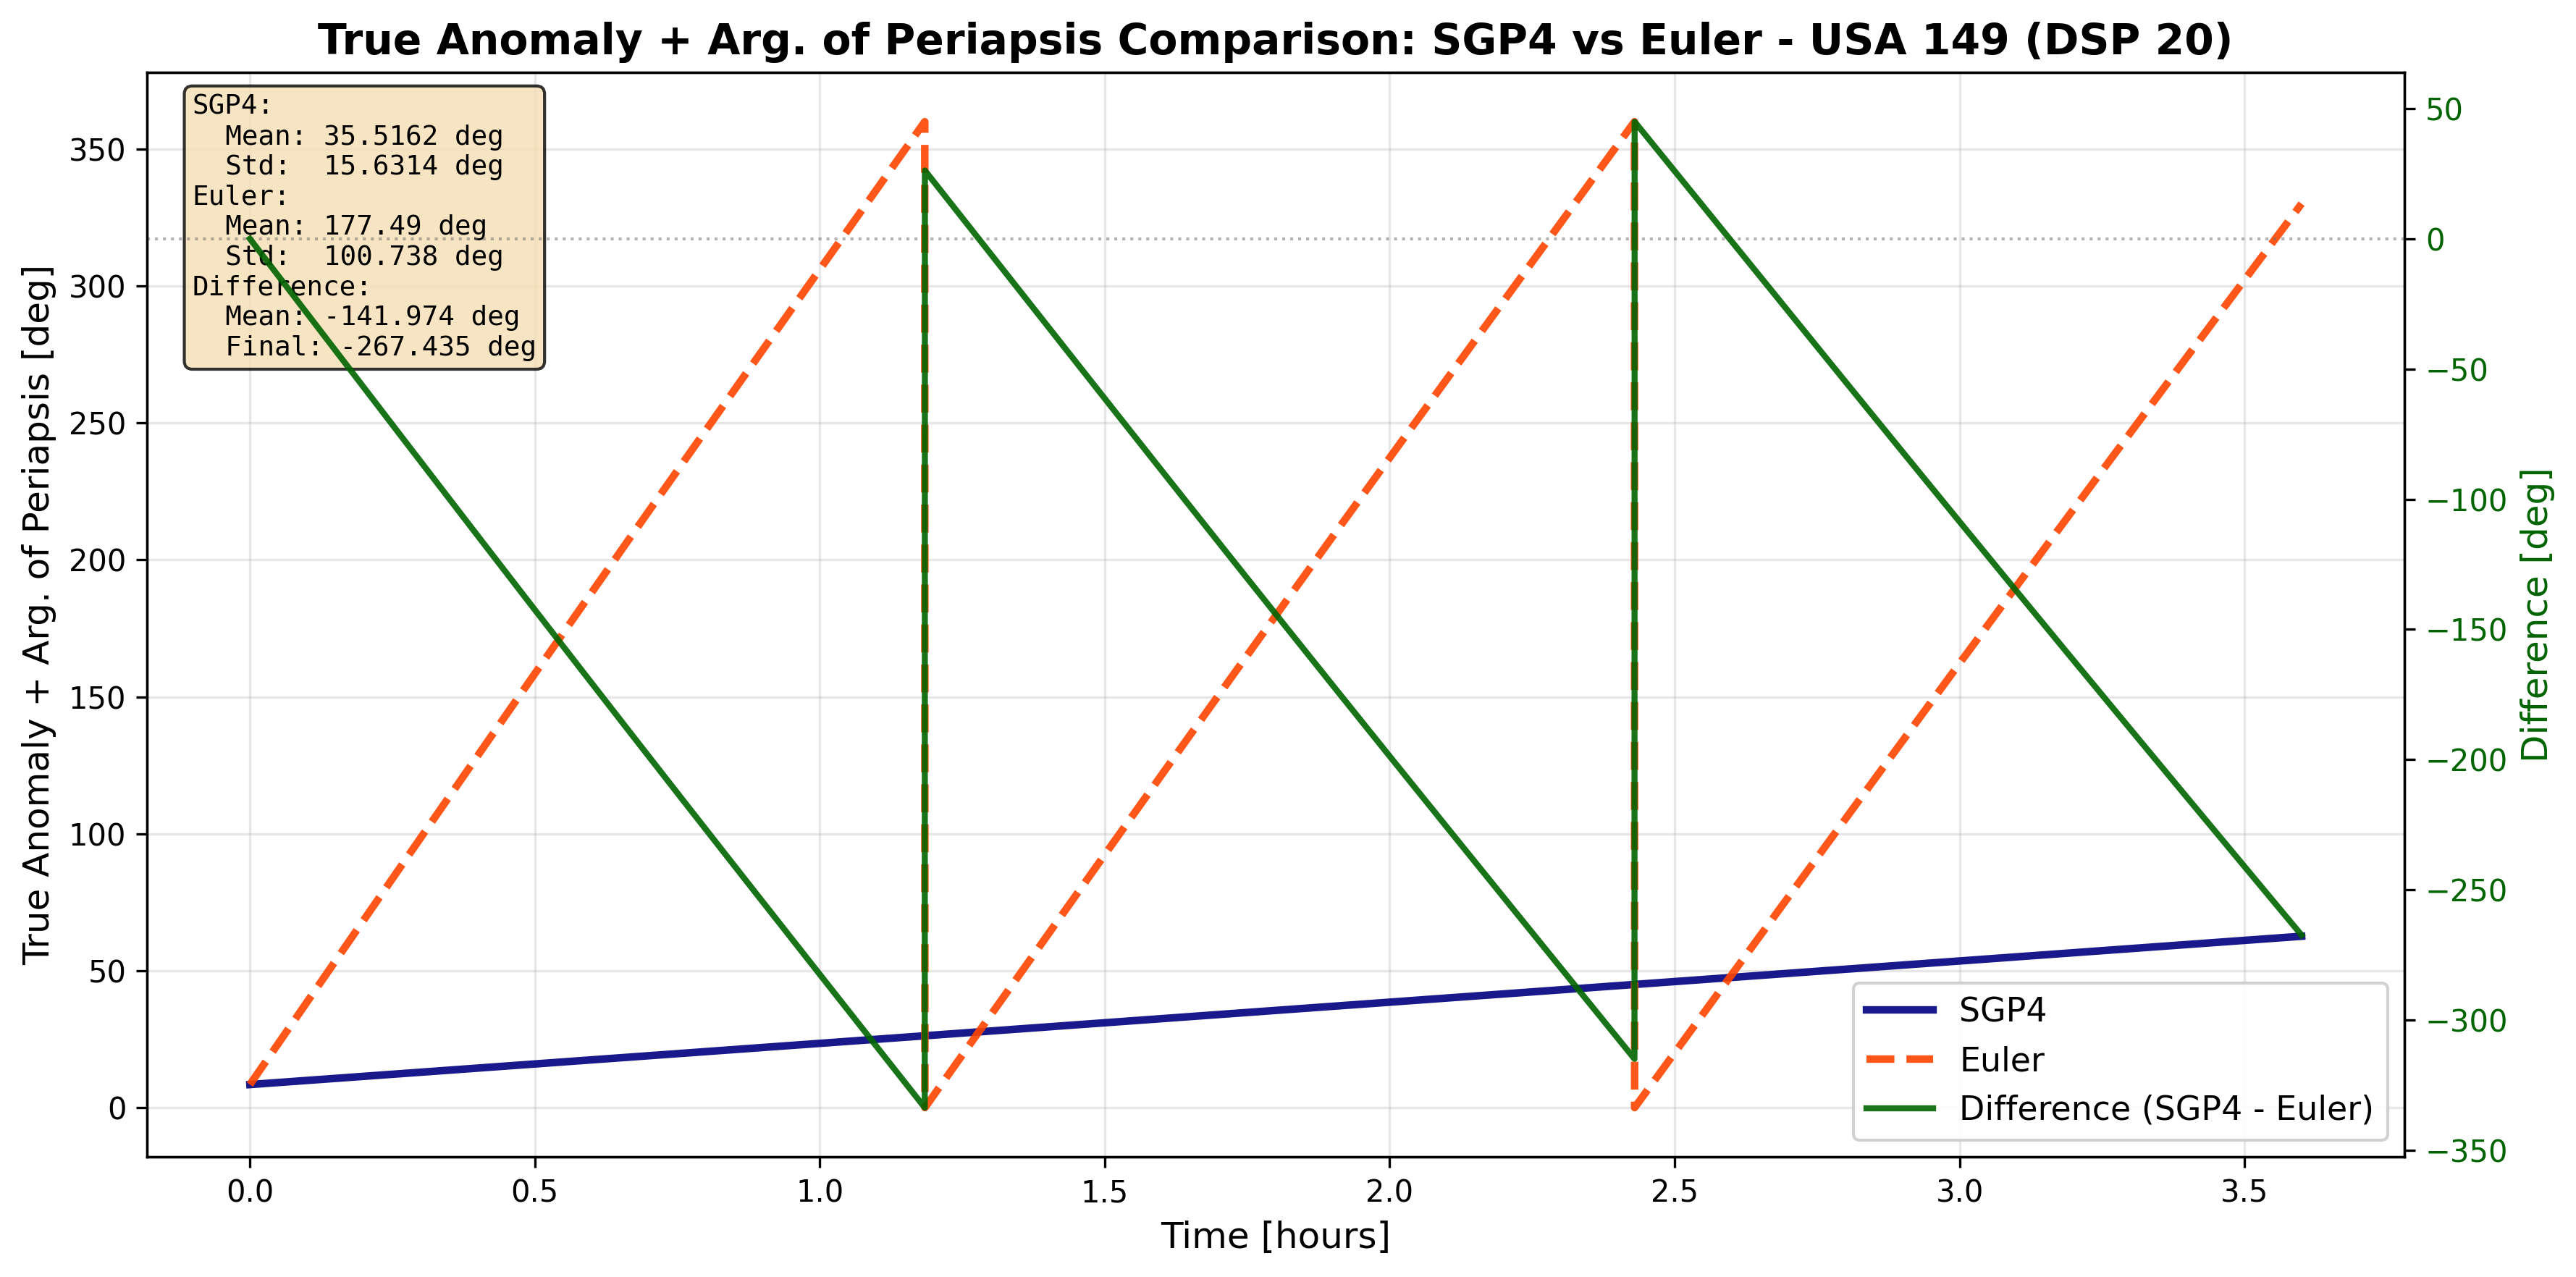 True Anomaly + Arg. of Periapsis Comparison: SGP4 vs Euler - USA 149 (DSP 20)
SGP4:
Mean: 35.5162 deg
Std: 15.6314 deg
Euler:
Mean: 177.49 deg
Std: 100.738 deg
Difference:
Mean: -141.974 deg
Final: -267.435 deg
True Anomaly + Arg. of Periapsis [deg]
350
300
250
200
150
100
50
0
50
0
−50
−100
−150
−200
−250
−300
−350
Difference [deg]
SGP4
Euler
Difference (SGP4 - Euler)
0.0 0.5 1.0 1.5 2.0 2.5 3.0 3.5
Time [hours]